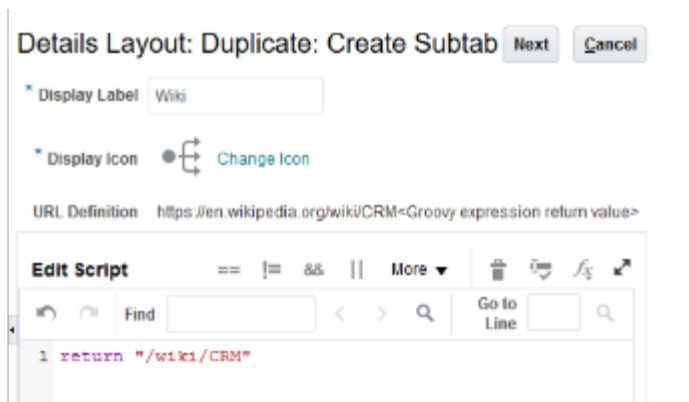 Details Layout: Duplicate: Create Subtab Next Cancel
* Display Label Wiki
* Display Icon Change Icon
URL Definition https://en.wikipedia.org/wiki/CRM<Groovy expression return value>
Edit Script == != && || More ▼
Find < > Go to Line
1 return "/wiki/CRM"